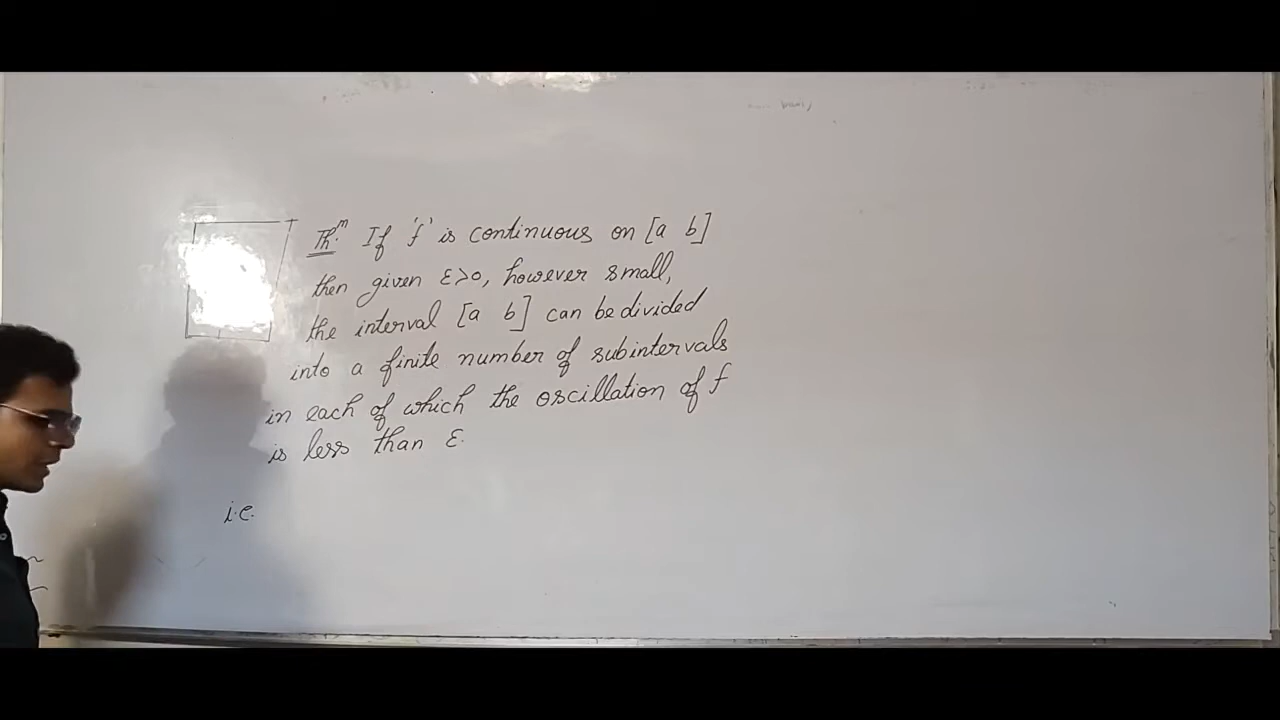 Th.ᵐ If 'f' is continuous on [a b]
then given ε>0, however small,
the interval [a b] can be divided
into a finite number of subintervals
in each of which the oscillation of f
is less than ε.
i.e.